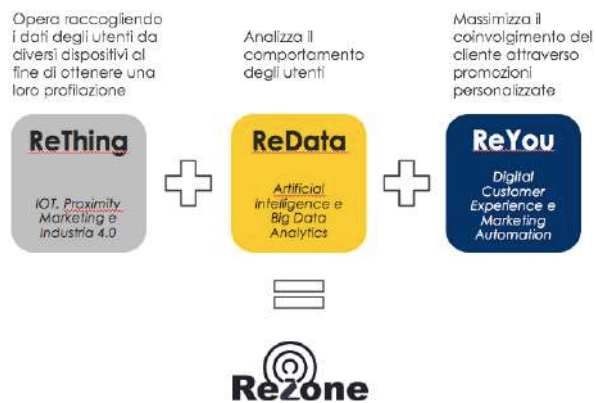 Opera raccogliendo
i dati degli utenti da
diversi dispositivi al
fine di ottenere una
loro profilazione
Analizza il
comportamento
degli utenti
Massimizza il
coinvolgimento del
cliente attraverso
promozioni
personalizzate
ReThing
IOT, Proximity
Marketing e
Industria 4.0
ReData
Artificial
Intelligence e
Big Data
Analytics
ReYou
Digital
Customer
Experience e
Marketing
Automation
ReZone